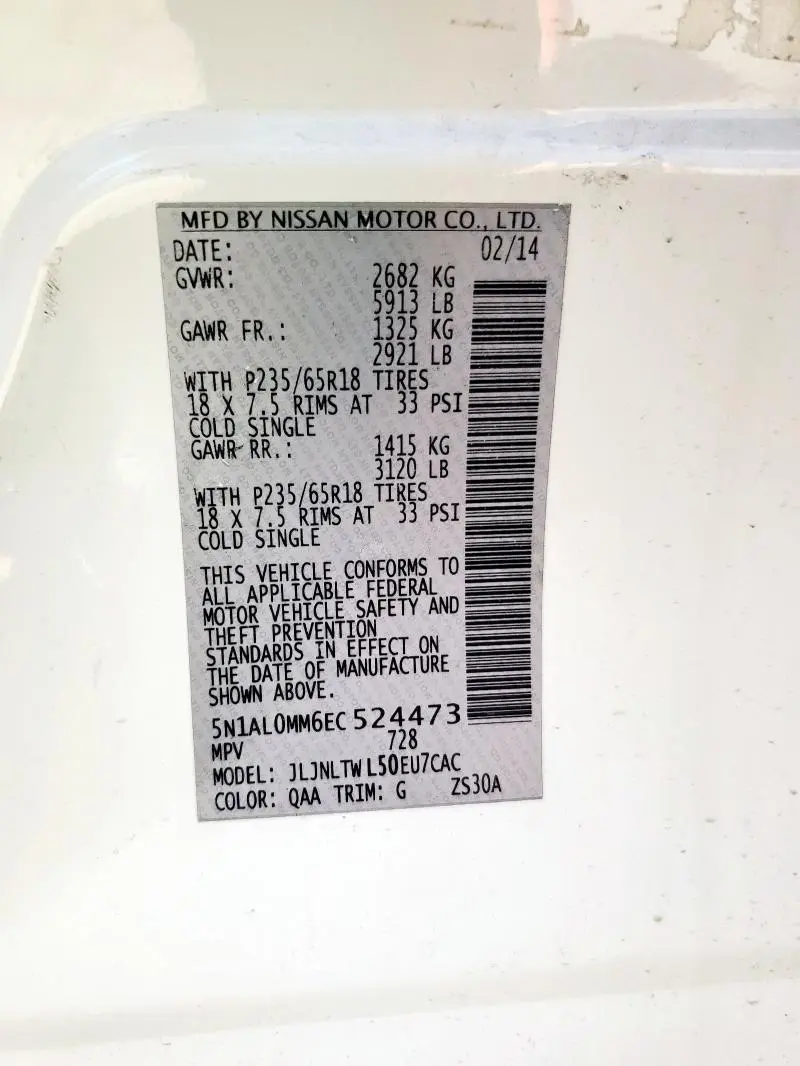 MFD BY NISSAN MOTOR CO., LTD.
DATE: 02/14
GVWR: 2682 KG
5913 LB
GAWR FR.: 1325 KG
2921 LB
WITH P235/65R18 TIRES
18 X 7.5 RIMS AT 33 PSI
COLD SINGLE
GAWR RR.: 1415 KG
3120 LB
WITH P235/65R18 TIRES
18 X 7.5 RIMS AT 33 PSI
COLD SINGLE
THIS VEHICLE CONFORMS TO
ALL APPLICABLE FEDERAL
MOTOR VEHICLE SAFETY AND
THEFT PREVENTION
STANDARDS IN EFFECT ON
THE DATE OF MANUFACTURE
SHOWN ABOVE.
5N1AL0MM6EC 524473
MPV 728
MODEL: JLJNLTWL50EU7CAC
COLOR: QAA TRIM: G ZS30A